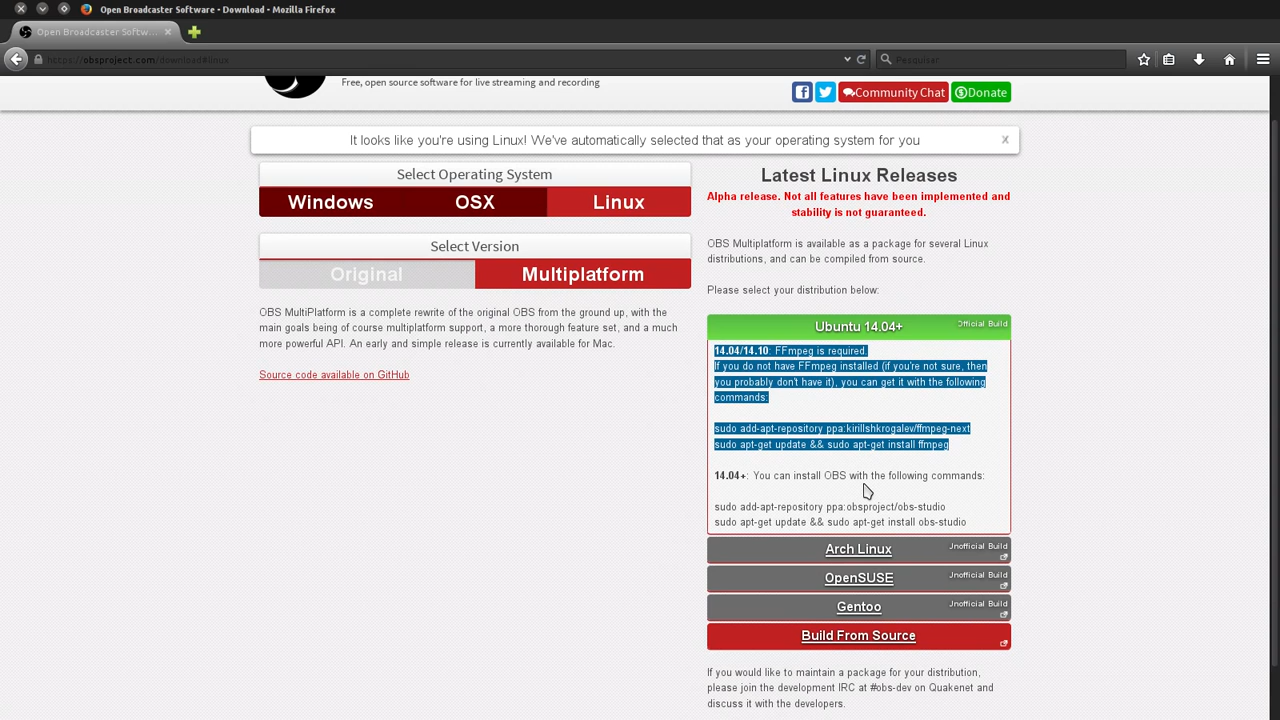 Open Broadcaster Software • Download • Mozilla Firefox
Open Broadcaster Softw...
https://obsproject.com/download#linux
Pesquisar
Free, open source software for live streaming and recording
Community Chat
Donate
It looks like you're using Linux! We've automatically selected that as your operating system for you
x
Select Operating System
Windows OSX Linux
Select Version
Original Multiplatform
OBS MultiPlatform is a complete rewrite of the original OBS from the ground up, with the
main goals being of course multiplatform support, a more thorough feature set, and a much
more powerful API. An early and simple release is currently available for Mac.
Source code available on GitHub
Latest Linux Releases
Alpha release. Not all features have been implemented and
stability is not guaranteed.
OBS Multiplatform is available as a package for several Linux
distributions, and can be compiled from source.
Please select your distribution below:
Ubuntu 14.04+ Official Build
14.04/14.10: FFmpeg is required.
If you do not have FFmpeg installed (if you're not sure, then
you probably don't have it), you can get it with the following
commands:
sudo add-apt-repository ppa:kirillshkrogalev/ffmpeg-next
sudo apt-get update && sudo apt-get install ffmpeg
14.04+: You can install OBS with the following commands:
sudo add-apt-repository ppa:obsproject/obs-studio
sudo apt-get update && sudo apt-get install obs-studio
Arch Linux Unofficial Build
OpenSUSE Unofficial Build
Gentoo Unofficial Build
Build From Source
If you would like to maintain a package for your distribution,
please join the development IRC at #obs-dev on Quakenet and
discuss it with the developers.